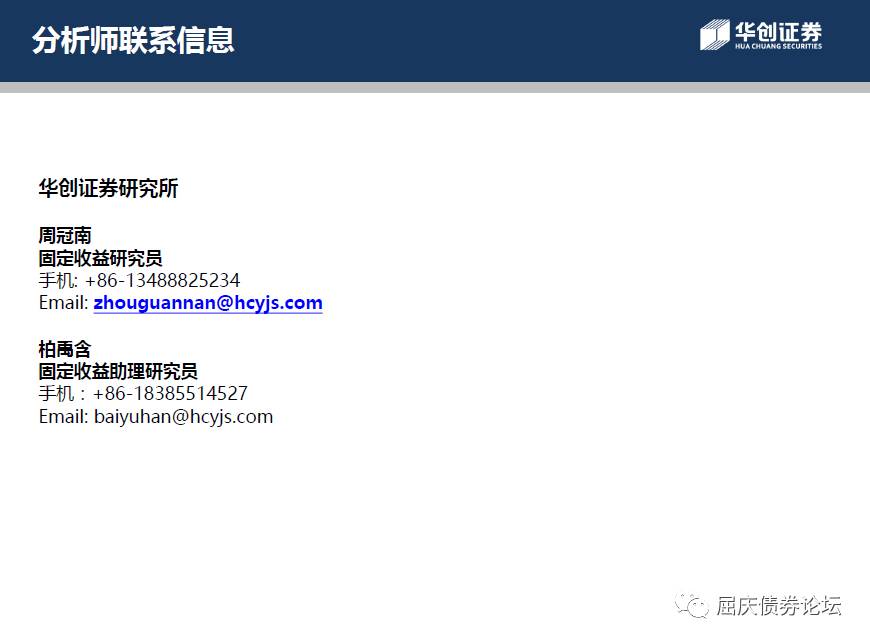 分析师联系信息
华创证券
HUA CHUANG SECURITIES
华创证券研究所
周冠南
固定收益研究员
手机: +86-13488825234
Email: zhouguannan@hcyjs.com
柏禹含
固定收益助理研究员
手机：+86-18385514527
Email: baiyuhan@hcyjs.com
屈庆债券论坛